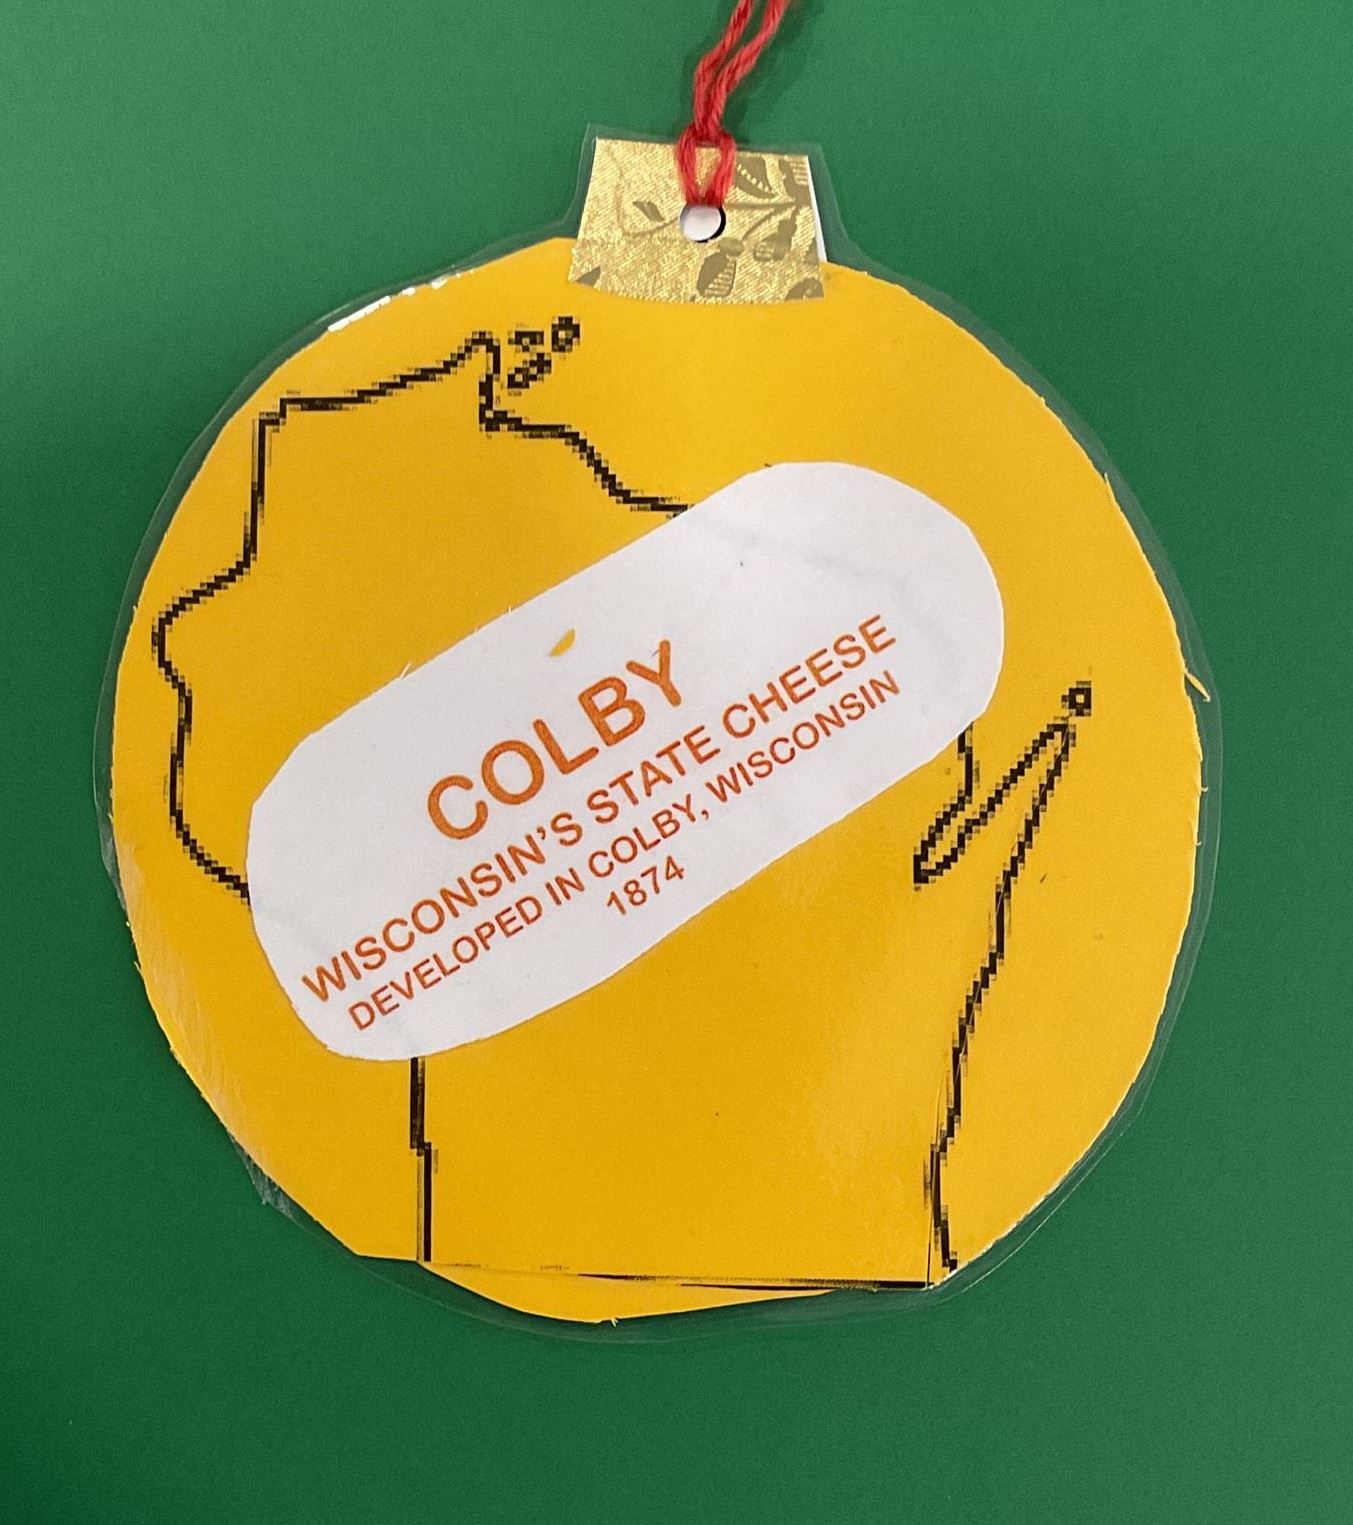 COLBY
WISCONSIN'S STATE CHEESE
DEVELOPED IN COLBY, WISCONSIN
1874